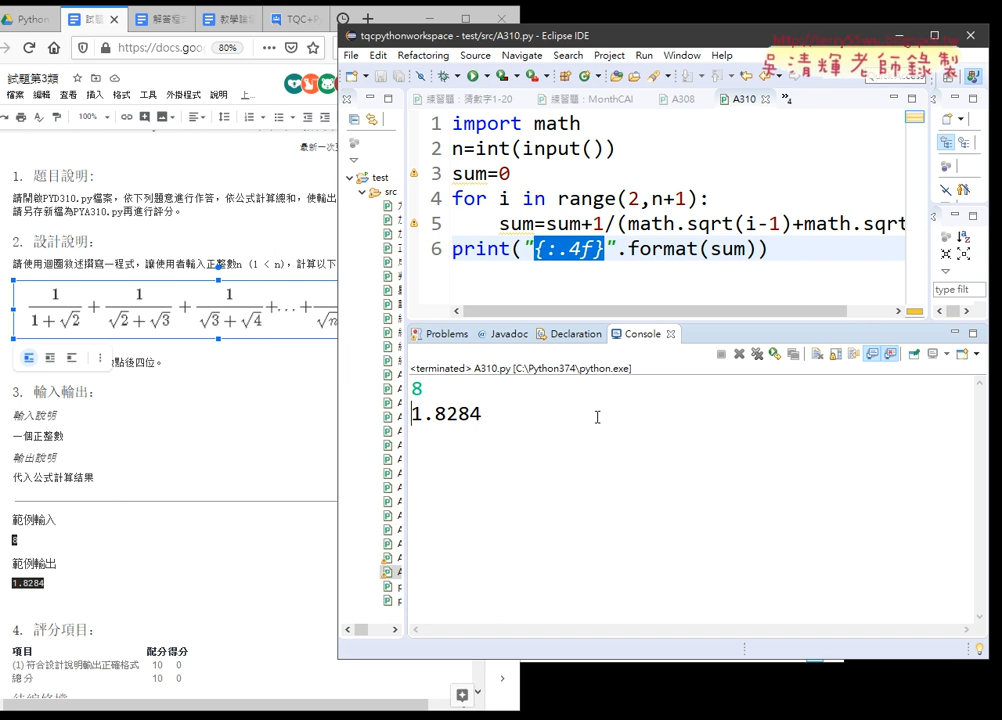 Python
試題
解答程
教學論
TQC+P
https://docs.goo
80%
試題第3類
檔案 編輯 查看 插入 格式 工具 外掛程式 說明 上...
100%
1. 題目說明:
請開啟PYD310.py檔案，依下列題意進行作答，依公式計算總和，使輸出
請另存新檔為PYA310.py再進行評分。
2. 設計說明:
請使用迴圈敘述撰寫一程式，讓使用者輸入正整數n (1 < n)，計算以下
1/(1+√2) + 1/(√2+√3) + 1/(√3+√4) +...+ 1/(√n
點後四位。
3. 輸入輸出:
輸入說明
一個正整數
輸出說明
代入公式計算結果
範例輸入
8
範例輸出
1.8284
4. 評分項目:
項目 配分 得分
(1) 符合設計說明輸出正確格式 10 0
總分 10 0
tqcpythonworkspace - test/src/A310.py - Eclipse IDE
吳清輝老師錄製
File Edit Refactoring Source Navigate Search Project Run Window Help
練習題：猜數字1-20 練習題：MonthCAl A308 A310 »4
test
src
1 import math
2 n=int(input())
3 sum=0
4 for i in range(2,n+1):
5 sum=sum+1/(math.sqrt(i-1)+math.sqrt
6 print("{:.4f}".format(sum))
type filt
Problems Javadoc Declaration Console
<terminated> A310.py [C:\Python374\python.exe]
8
1.8284